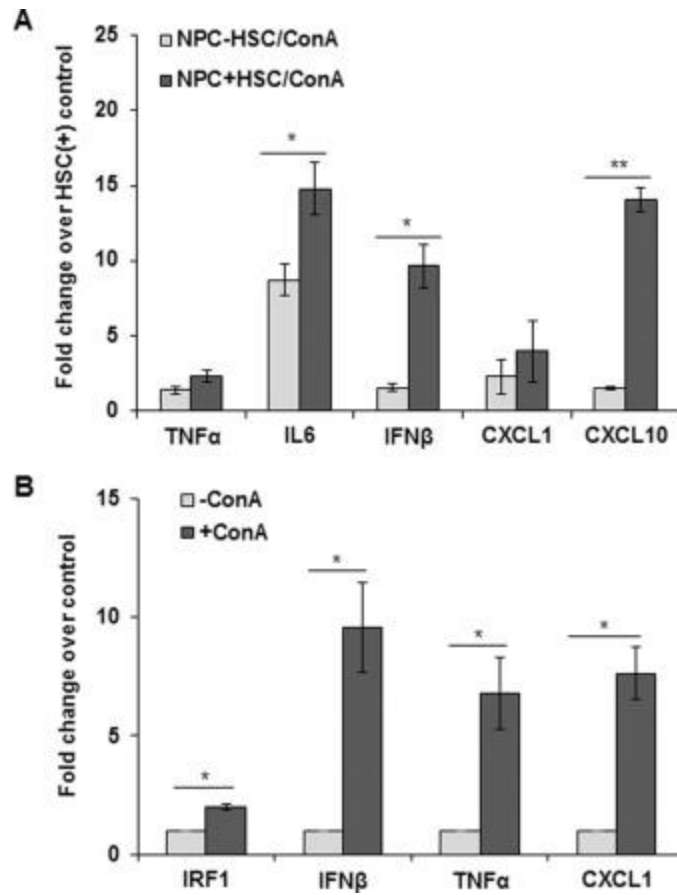 A
NPC-HSC/ConA
NPC+HSC/ConA
Fold change over HSC(+) control
25
20
15
10
5
0
*
*
**
TNFα IL6 IFNβ CXCL1 CXCL10
B
-ConA
+ConA
Fold change over control
15
10
5
0
*
*
*
*
IRF1 IFNβ TNFα CXCL1